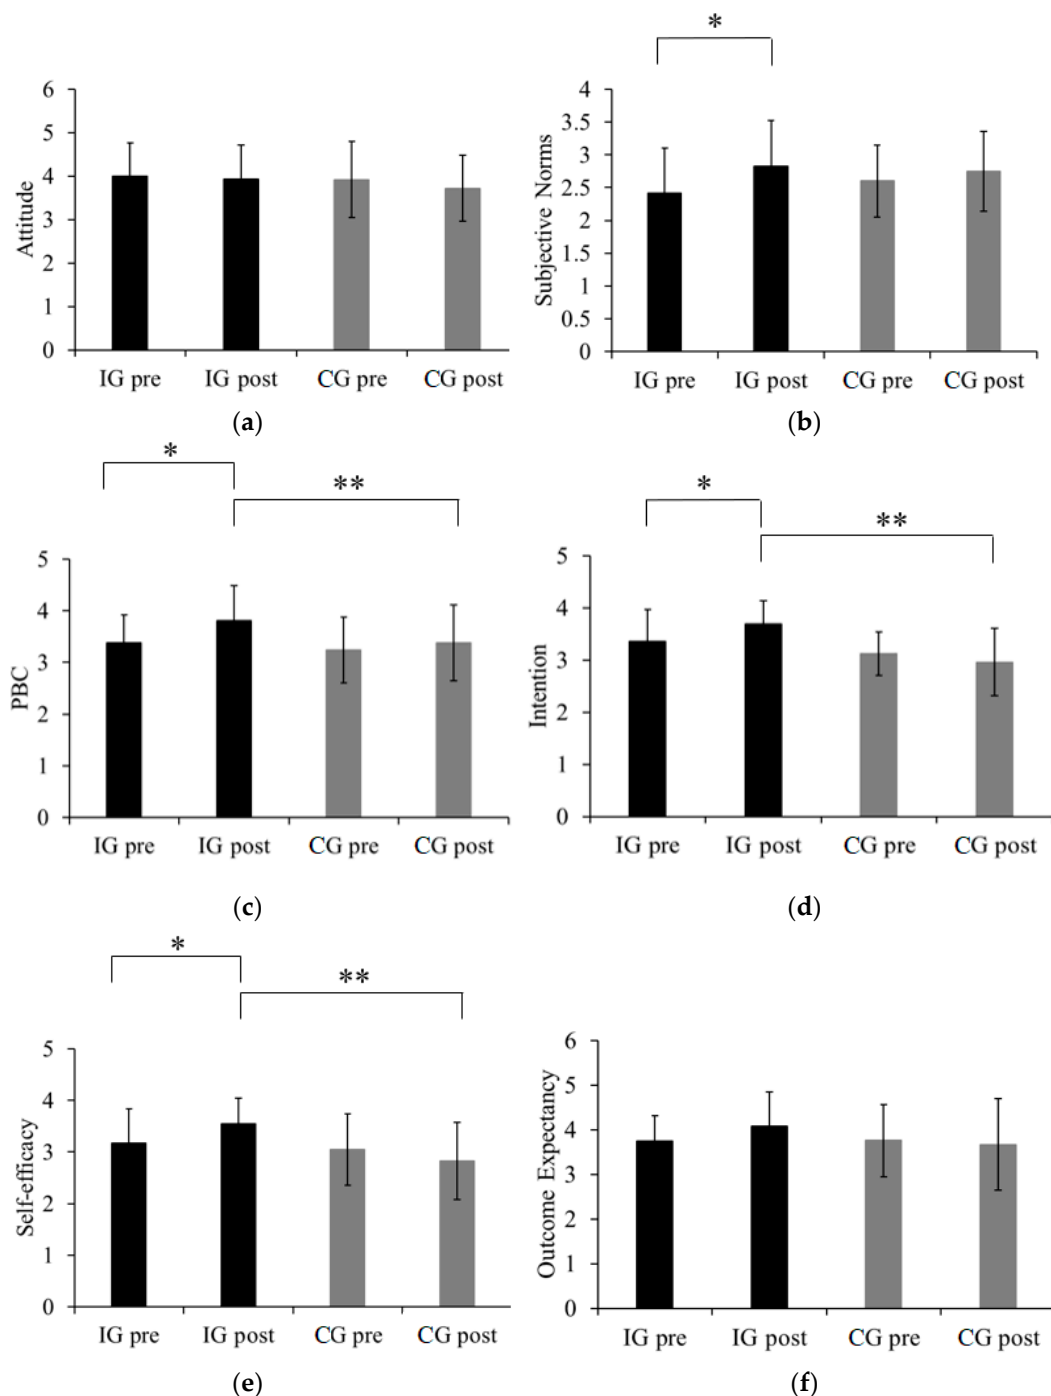 *
6
5
4
3
2
1
0
Attitude
IG pre IG post CG pre CG post
(a)
4
3.5
3
2.5
2
1.5
1
0.5
0
Subjective Norms
IG pre IG post CG pre CG post
(b)
*
**
5
4
3
2
1
0
PBC
IG pre IG post CG pre CG post
(c)
*
**
5
4
3
2
1
0
Intention
IG pre IG post CG pre CG post
(d)
*
**
5
4
3
2
1
0
Self-efficacy
IG pre IG post CG pre CG post
(e)
6
5
4
3
2
1
0
Outcome Expectancy
IG pre IG post CG pre CG post
(f)